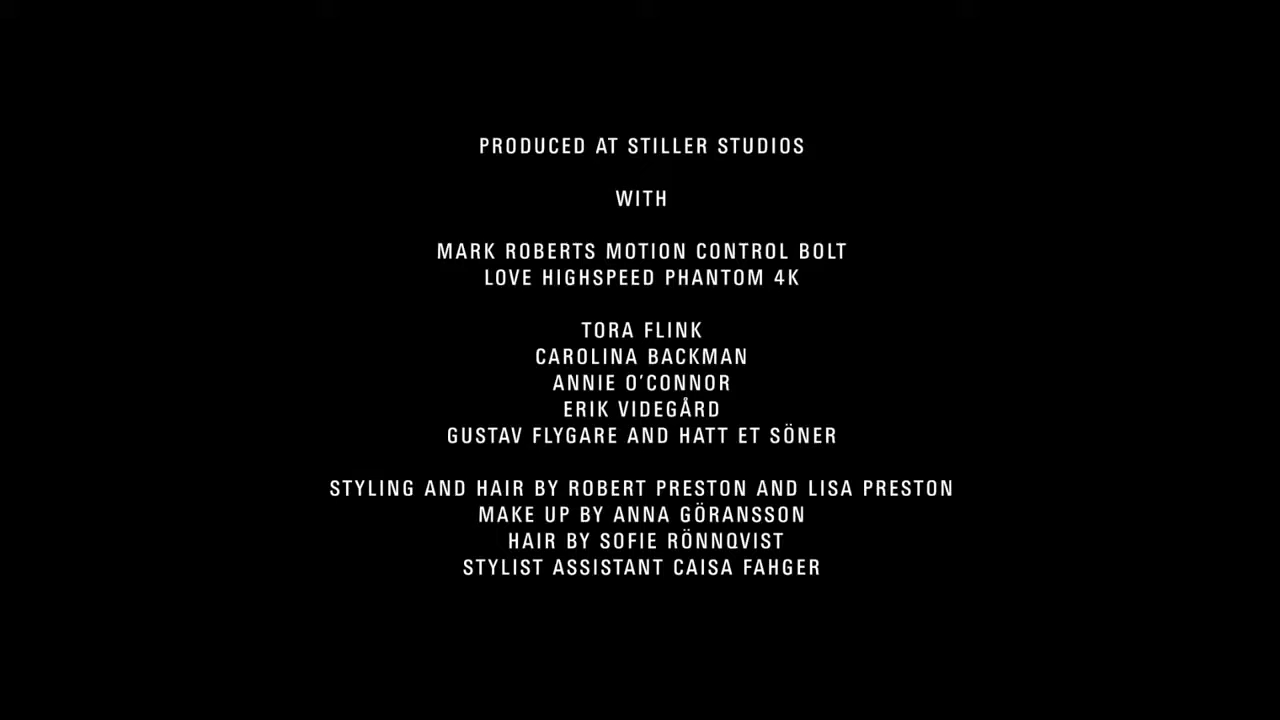 PRODUCED AT STILLER STUDIOS
WITH
MARK ROBERTS MOTION CONTROL BOLT
LOVE HIGHSPEED PHANTOM 4K
TORA FLINK
CAROLINA BACKMAN
ANNIE O'CONNOR
ERIK VIDEGÅRD
GUSTAV FLYGARE AND HATT ET SÖNER
STYLING AND HAIR BY ROBERT PRESTON AND LISA PRESTON
MAKE UP BY ANNA GÖRANSSON
HAIR BY SOFIE RÖNNQVIST
STYLIST ASSISTANT CAISA FAHGER